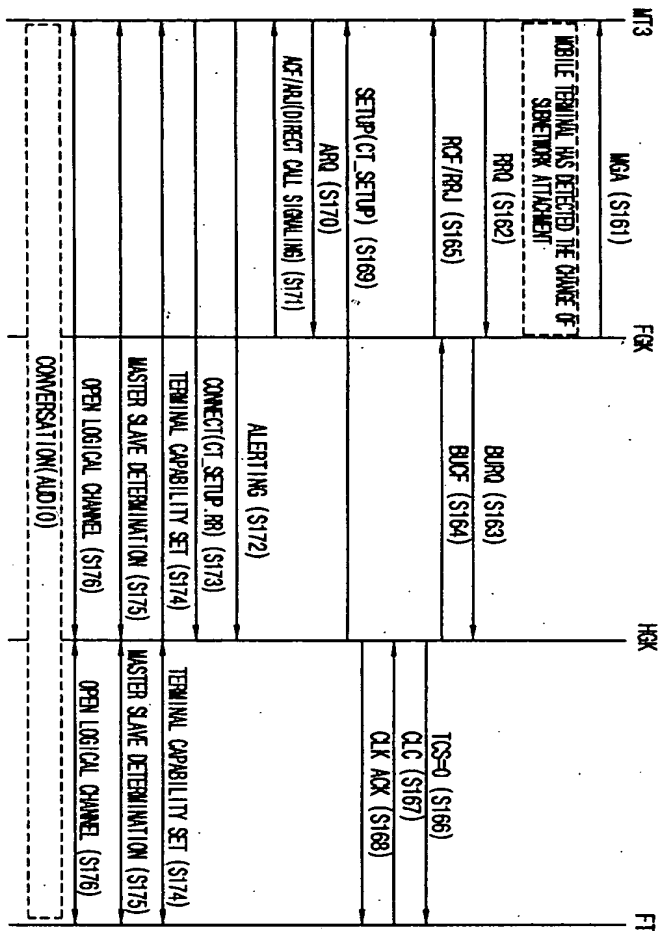 MT3
FGK
HGK
FT
MGA (S161)
MOBILE TERMINAL HAS DETECTED THE CHANGE OF
SUBNETWORK ATTACHMENT
RRQ (S162)
BURQ (S163)
BUCF (S164)
RCF/RRJ (S165)
TCS=0 (S166)
CLC (S167)
CLK ACK (S168)
SETUP(CT_SETUP) (S169)
ARQ (S170)
ACF/ARJ(DIRECT CALL SIGNALING) (S171)
ALERTING (S172)
CONNECT(CT_SETUP.RR) (S173)
TERMINAL CAPABILITY SET (S174)
TERMINAL CAPABILITY SET (S174)
MASTER SLAVE DETERMINATION (S175)
MASTER SLAVE DETERMINATION (S175)
OPEN LOGICAL CHANNEL (S176)
OPEN LOGICAL CHANNEL (S176)
CONVERSATION(AUDIO)